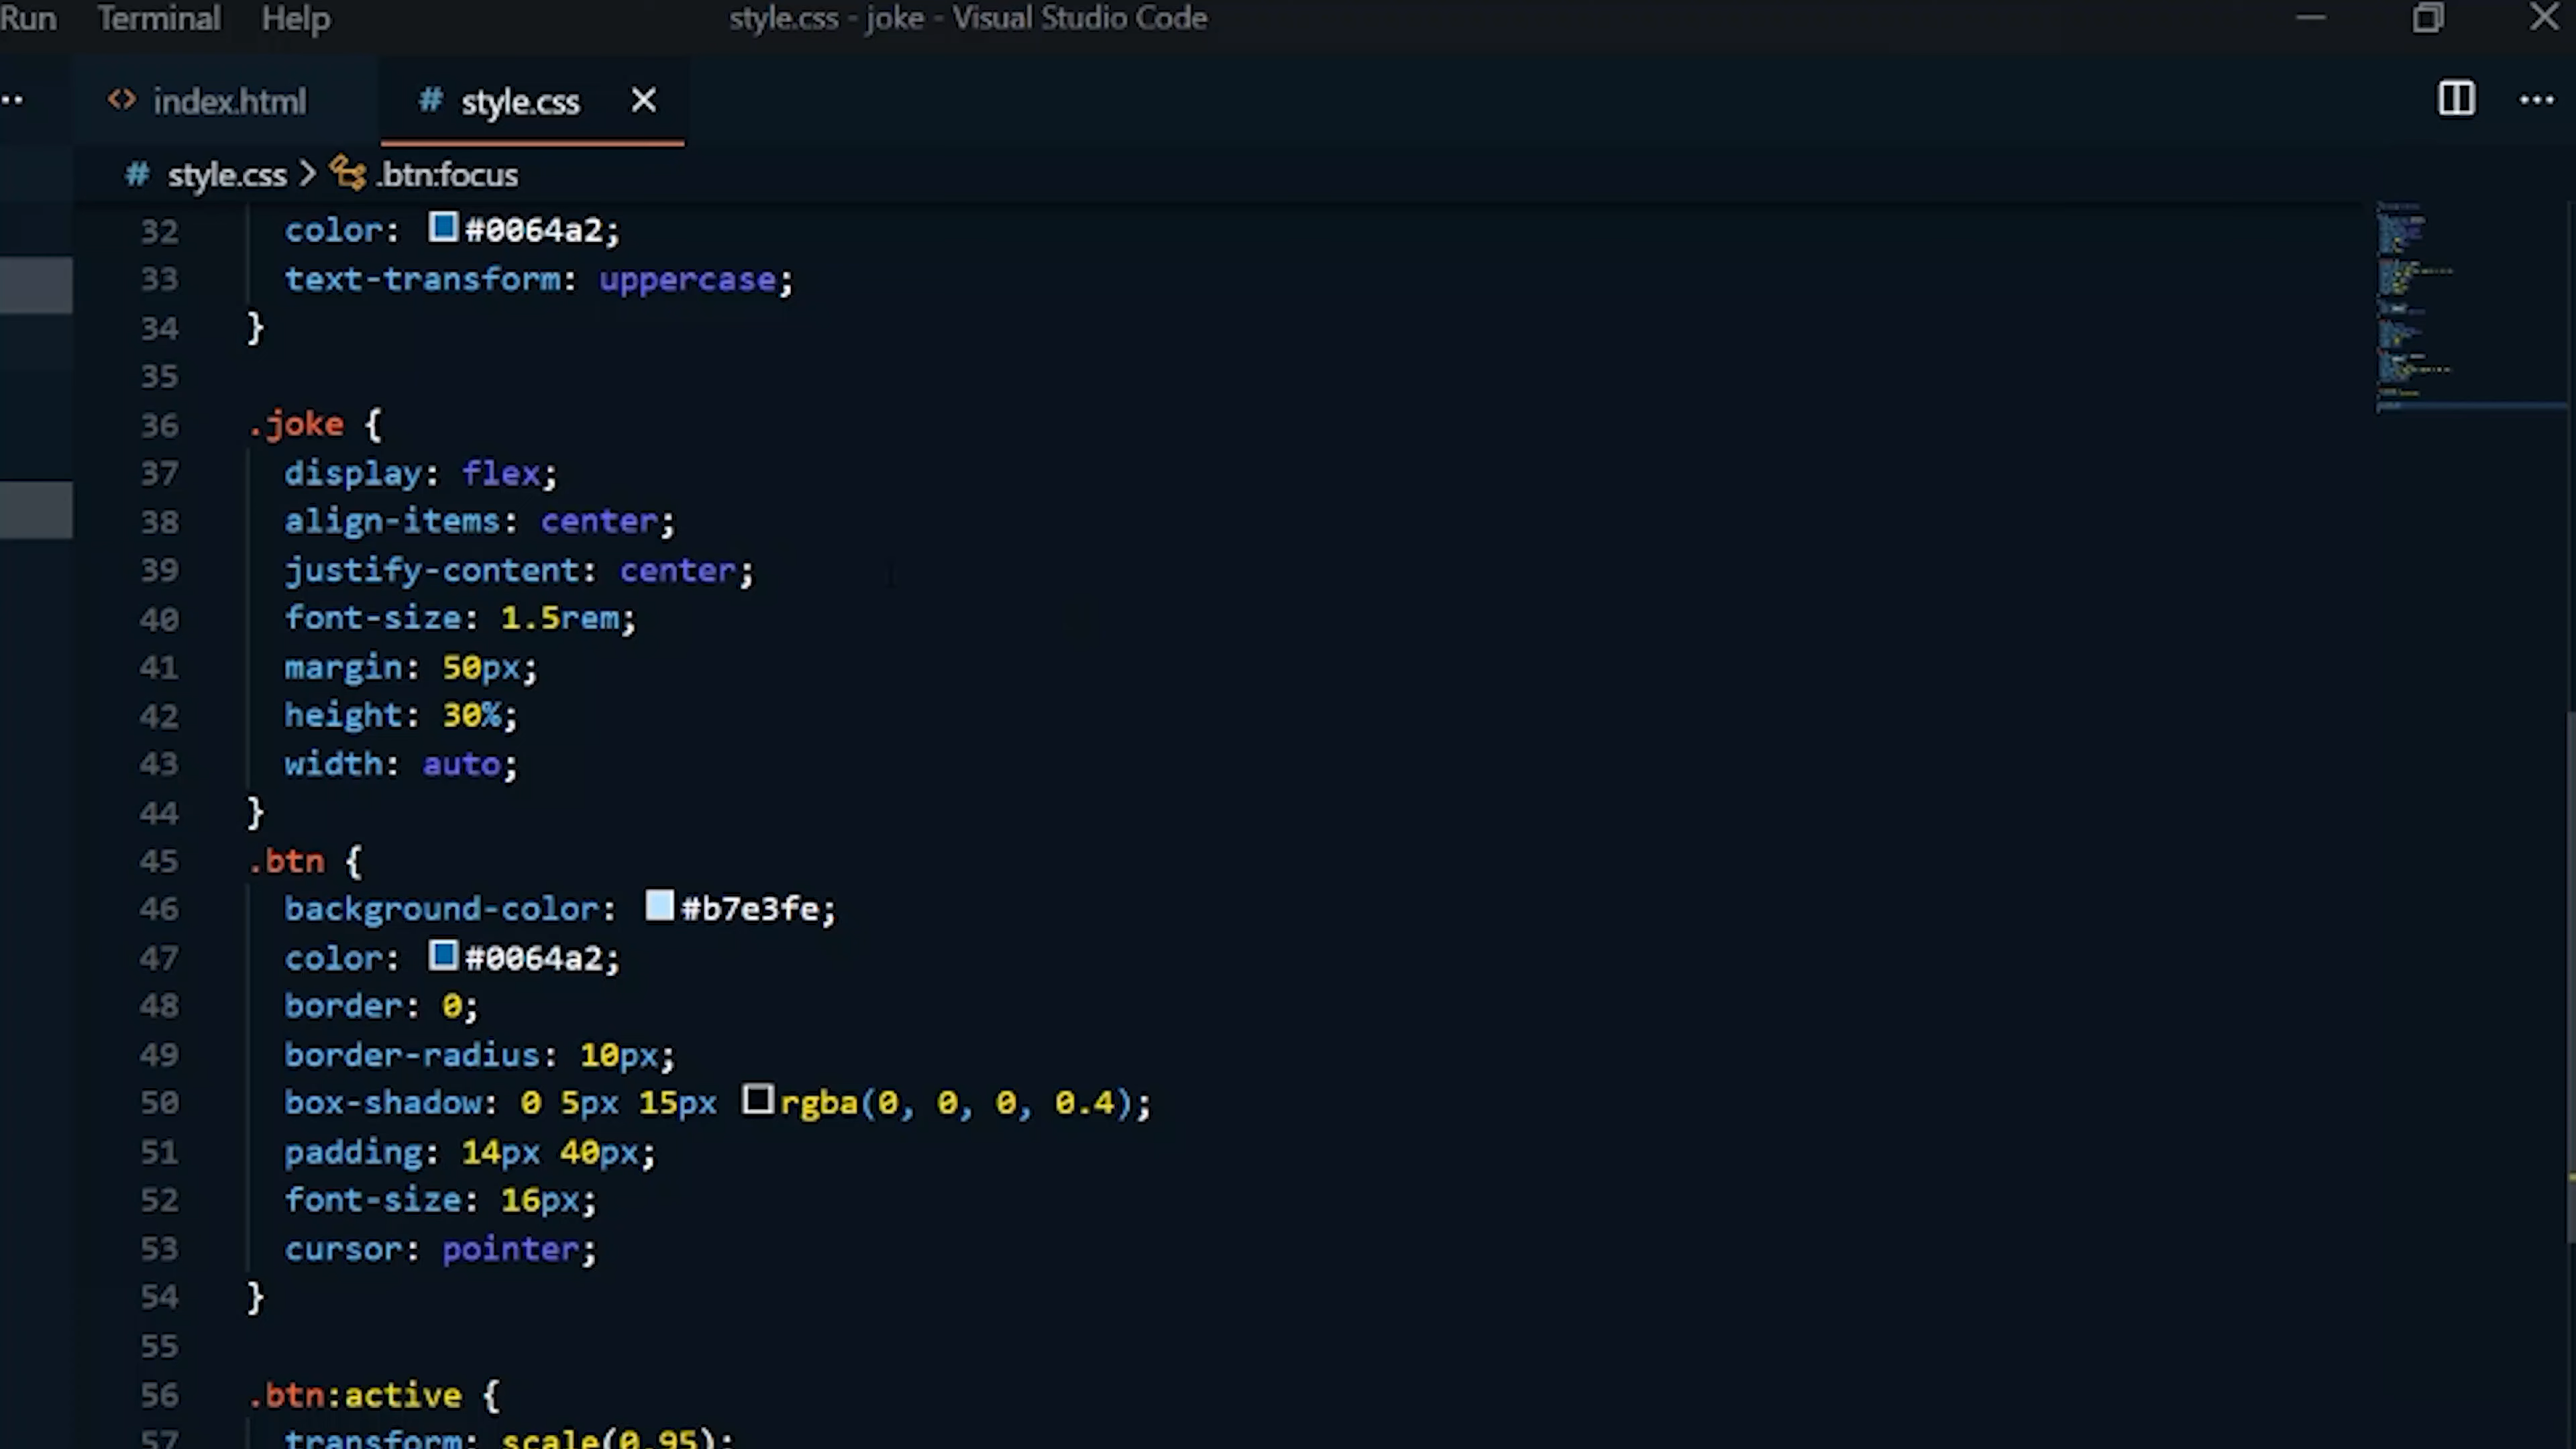 Run Terminal Help style.css - joke - Visual Studio Code
index.html style.css
# style.css > .btn:focus
32 color: #0064a2;
33 text-transform: uppercase;
34 }
35
36 .joke {
37 display: flex;
38 align-items: center;
39 justify-content: center;
40 font-size: 1.5rem;
41 margin: 50px;
42 height: 30%;
43 width: auto;
44 }
45 .btn {
46 background-color: #b7e3fe;
47 color: #0064a2;
48 border: 0;
49 border-radius: 10px;
50 box-shadow: 0 5px 15px rgba(0, 0, 0, 0.4);
51 padding: 14px 40px;
52 font-size: 16px;
53 cursor: pointer;
54 }
55
56 .btn:active {
57 transform: scale(0.95);